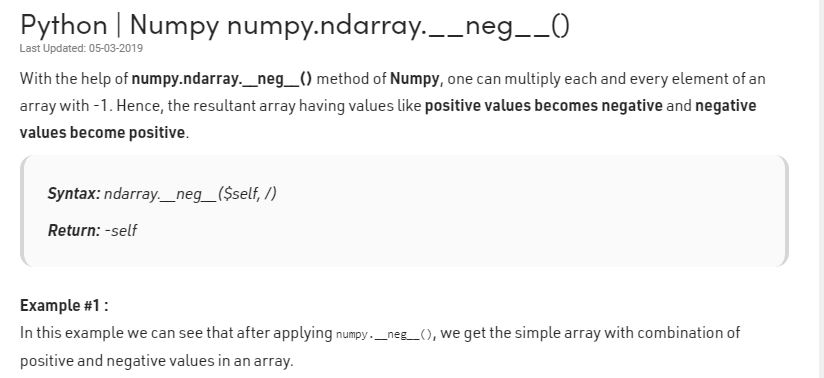 Python | Numpy numpy.ndarray.__neg__()
Last Updated: 05-03-2019
With the help of numpy.ndarray.__neg__() method of Numpy, one can multiply each and every element of an
array with -1. Hence, the resultant array having values like positive values becomes negative and negative
values become positive.
Syntax: ndarray.__neg__($self, /)
Return: -self
Example #1 :
In this example we can see that after applying numpy.__neg__(), we get the simple array with combination of
positive and negative values in an array.